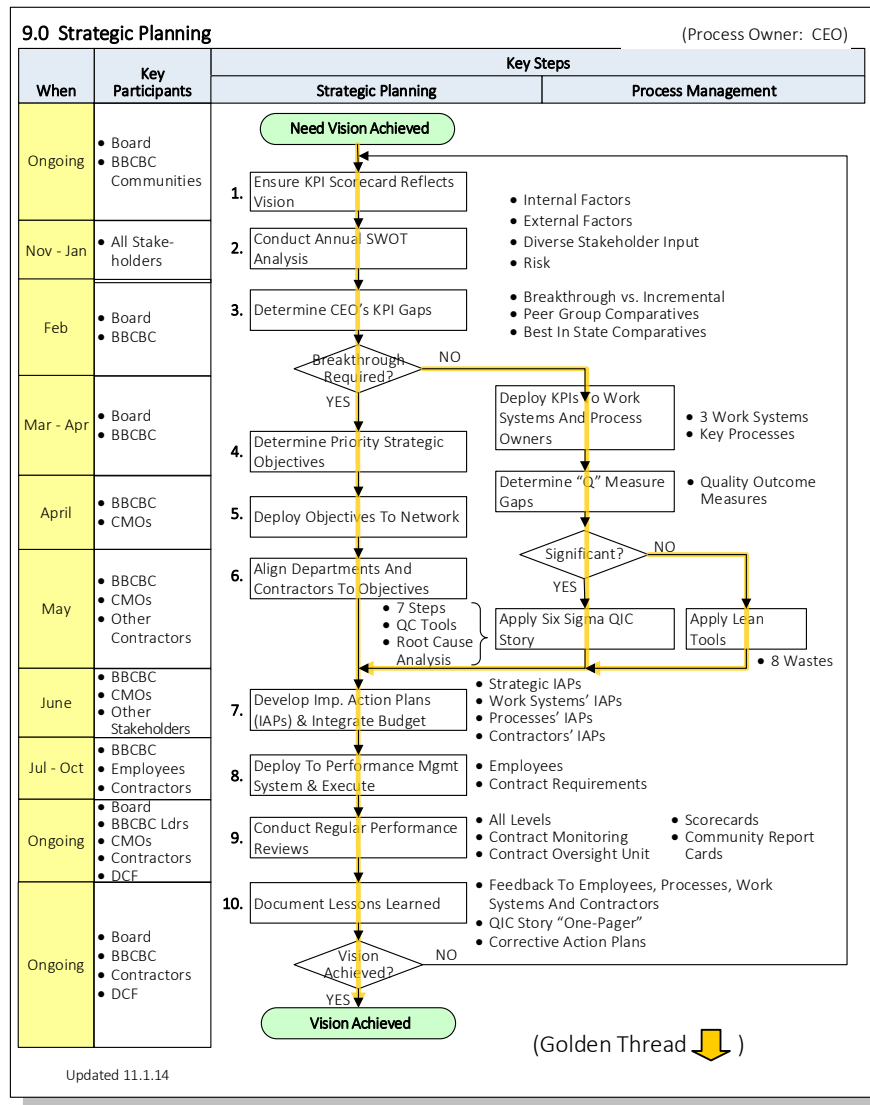 9.0 Strategic Planning
(Process Owner: CEO)
When
Key
Participants
Key Steps
Strategic Planning
Process Management
Need Vision Achieved
Ongoing
• Board
• BBCBC
Communities
1. Ensure KPI Scorecard Reflects
Vision
• Internal Factors
• External Factors
• Diverse Stakeholder Input
• Risk
Nov - Jan
• All Stake-
holders
2. Conduct Annual SWOT
Analysis
Feb
• Board
• BBCBC
3. Determine CEO's KPI Gaps
• Breakthrough vs. Incremental
• Peer Group Comparatives
• Best In State Comparatives
Breakthrough
Required?
NO
YES
Mar - Apr
• Board
• BBCBC
Deploy KPIs To Work
Systems And Process
Owners
• 3 Work Systems
• Key Processes
4. Determine Priority Strategic
Objectives
Determine "Q" Measure
Gaps
• Quality Outcome
Measures
April
• BBCBC
• CMOs
5. Deploy Objectives To Network
Significant?
NO
YES
May
• BBCBC
• CMOs
• Other
Contractors
6. Align Departments And
Contractors To Objectives
• 7 Steps
• QC Tools
• Root Cause
Analysis
Apply Six Sigma QIC
Story
Apply Lean
Tools
• 8 Wastes
June
• BBCBC
• CMOs
• Other
Stakeholders
7. Develop Imp. Action Plans
(IAPs) & Integrate Budget
• Strategic IAPs
• Work Systems' IAPs
• Processes' IAPs
• Contractors' IAPs
Jul - Oct
• BBCBC
• Employees
• Contractors
8. Deploy To Performance Mgmt
System & Execute
• Employees
• Contract Requirements
Ongoing
• Board
• BBCBC Ldrs
• CMOs
• Contractors
• DCF
9. Conduct Regular Performance
Reviews
• All Levels
• Contract Monitoring
• Contract Oversight Unit
• Scorecards
• Community Report
Cards
Ongoing
• Board
• BBCBC
• Contractors
• DCF
10. Document Lessons Learned
• Feedback To Employees, Processes, Work
Systems And Contractors
• QIC Story "One-Pager"
• Corrective Action Plans
Vision
Achieved?
NO
YES
Vision Achieved
(Golden Thread )
Updated 11.1.14